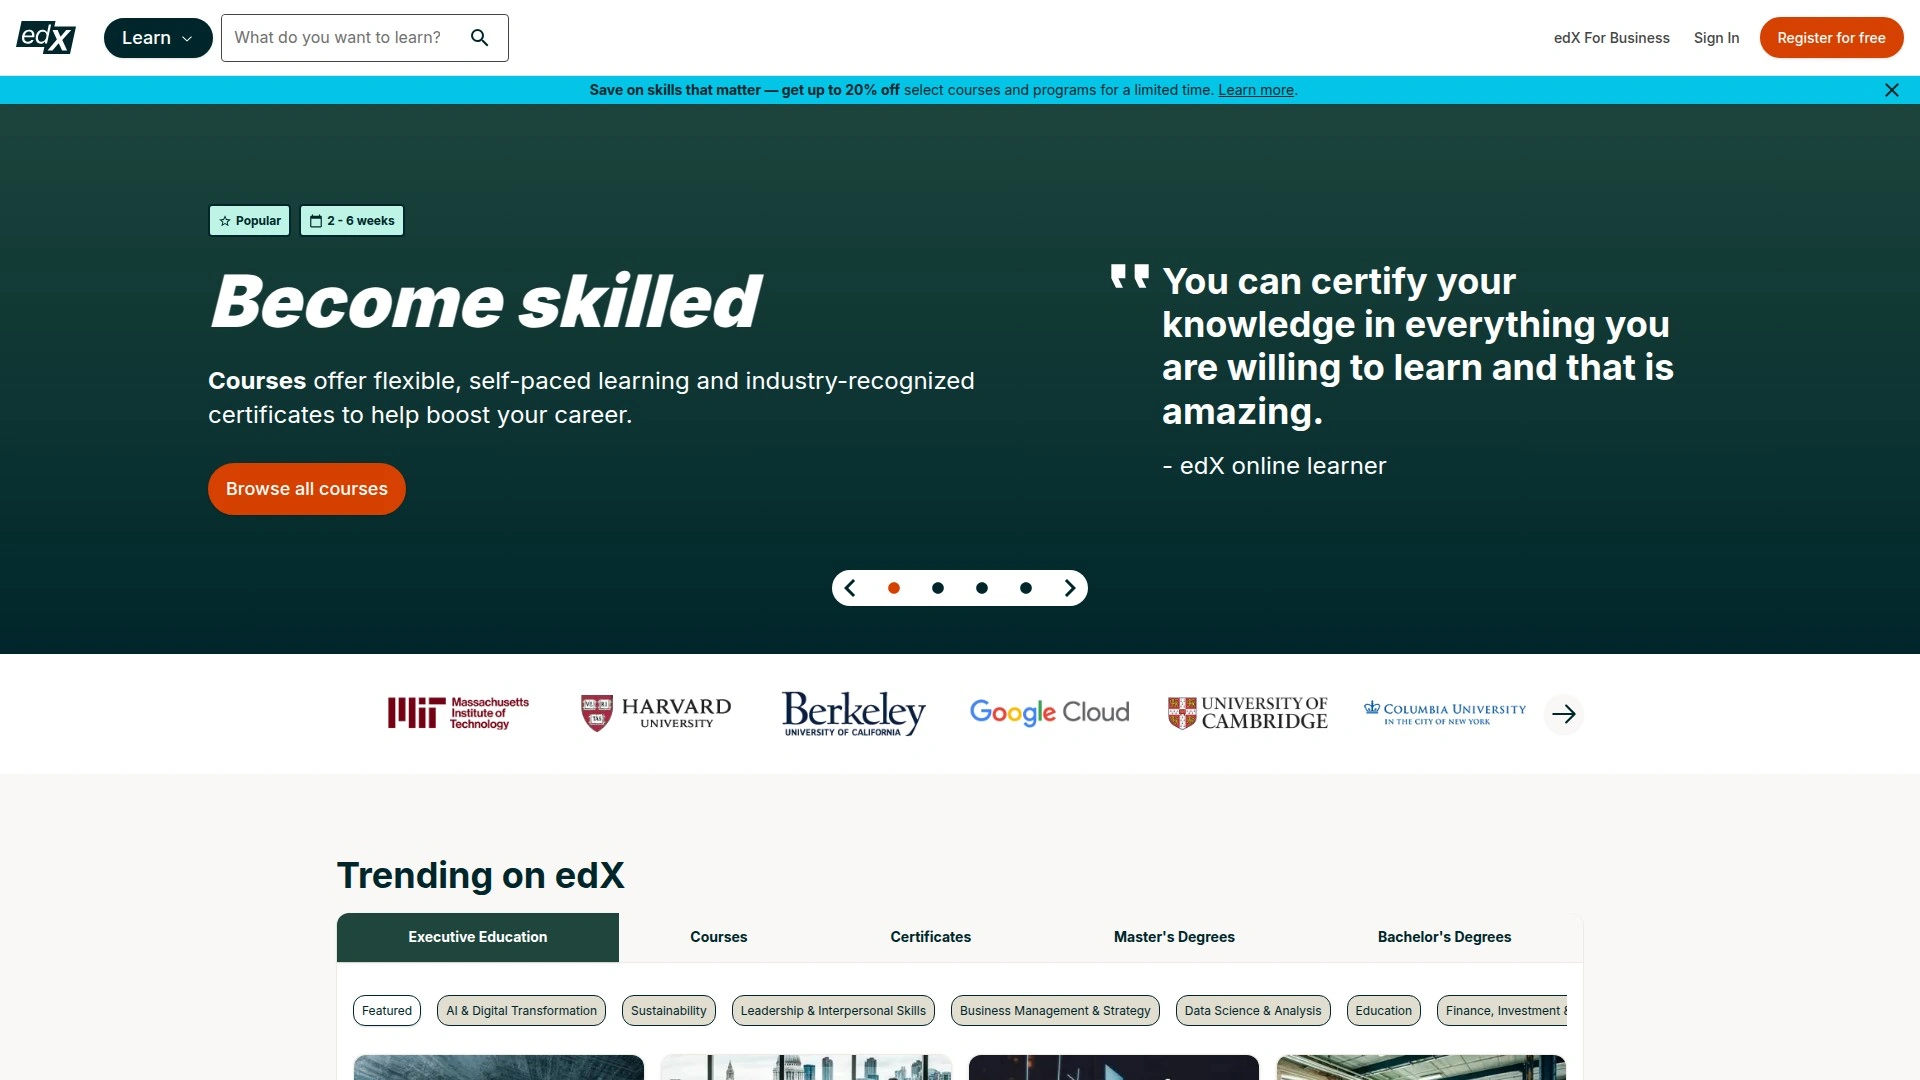 edX
Learn
What do you want to learn?
edX For Business
Sign In
Register for free
Save on skills that matter — get up to 20% off select courses and programs for a limited time. Learn more.
Popular
2 - 6 weeks
Become skilled
Courses offer flexible, self-paced learning and industry-recognized
certificates to help boost your career.
Browse all courses
" You can certify your
knowledge in everything you
are willing to learn and that is
amazing.
- edX online learner
MIT
Massachusetts
Institute of
Technology
HARVARD
UNIVERSITY
Berkeley
UNIVERSITY OF CALIFORNIA
Google Cloud
UNIVERSITY OF
CAMBRIDGE
COLUMBIA UNIVERSITY
IN THE CITY OF NEW YORK
Trending on edX
Executive Education
Courses
Certificates
Master's Degrees
Bachelor's Degrees
Featured
AI & Digital Transformation
Sustainability
Leadership & Interpersonal Skills
Business Management & Strategy
Data Science & Analysis
Education
Finance, Investment &